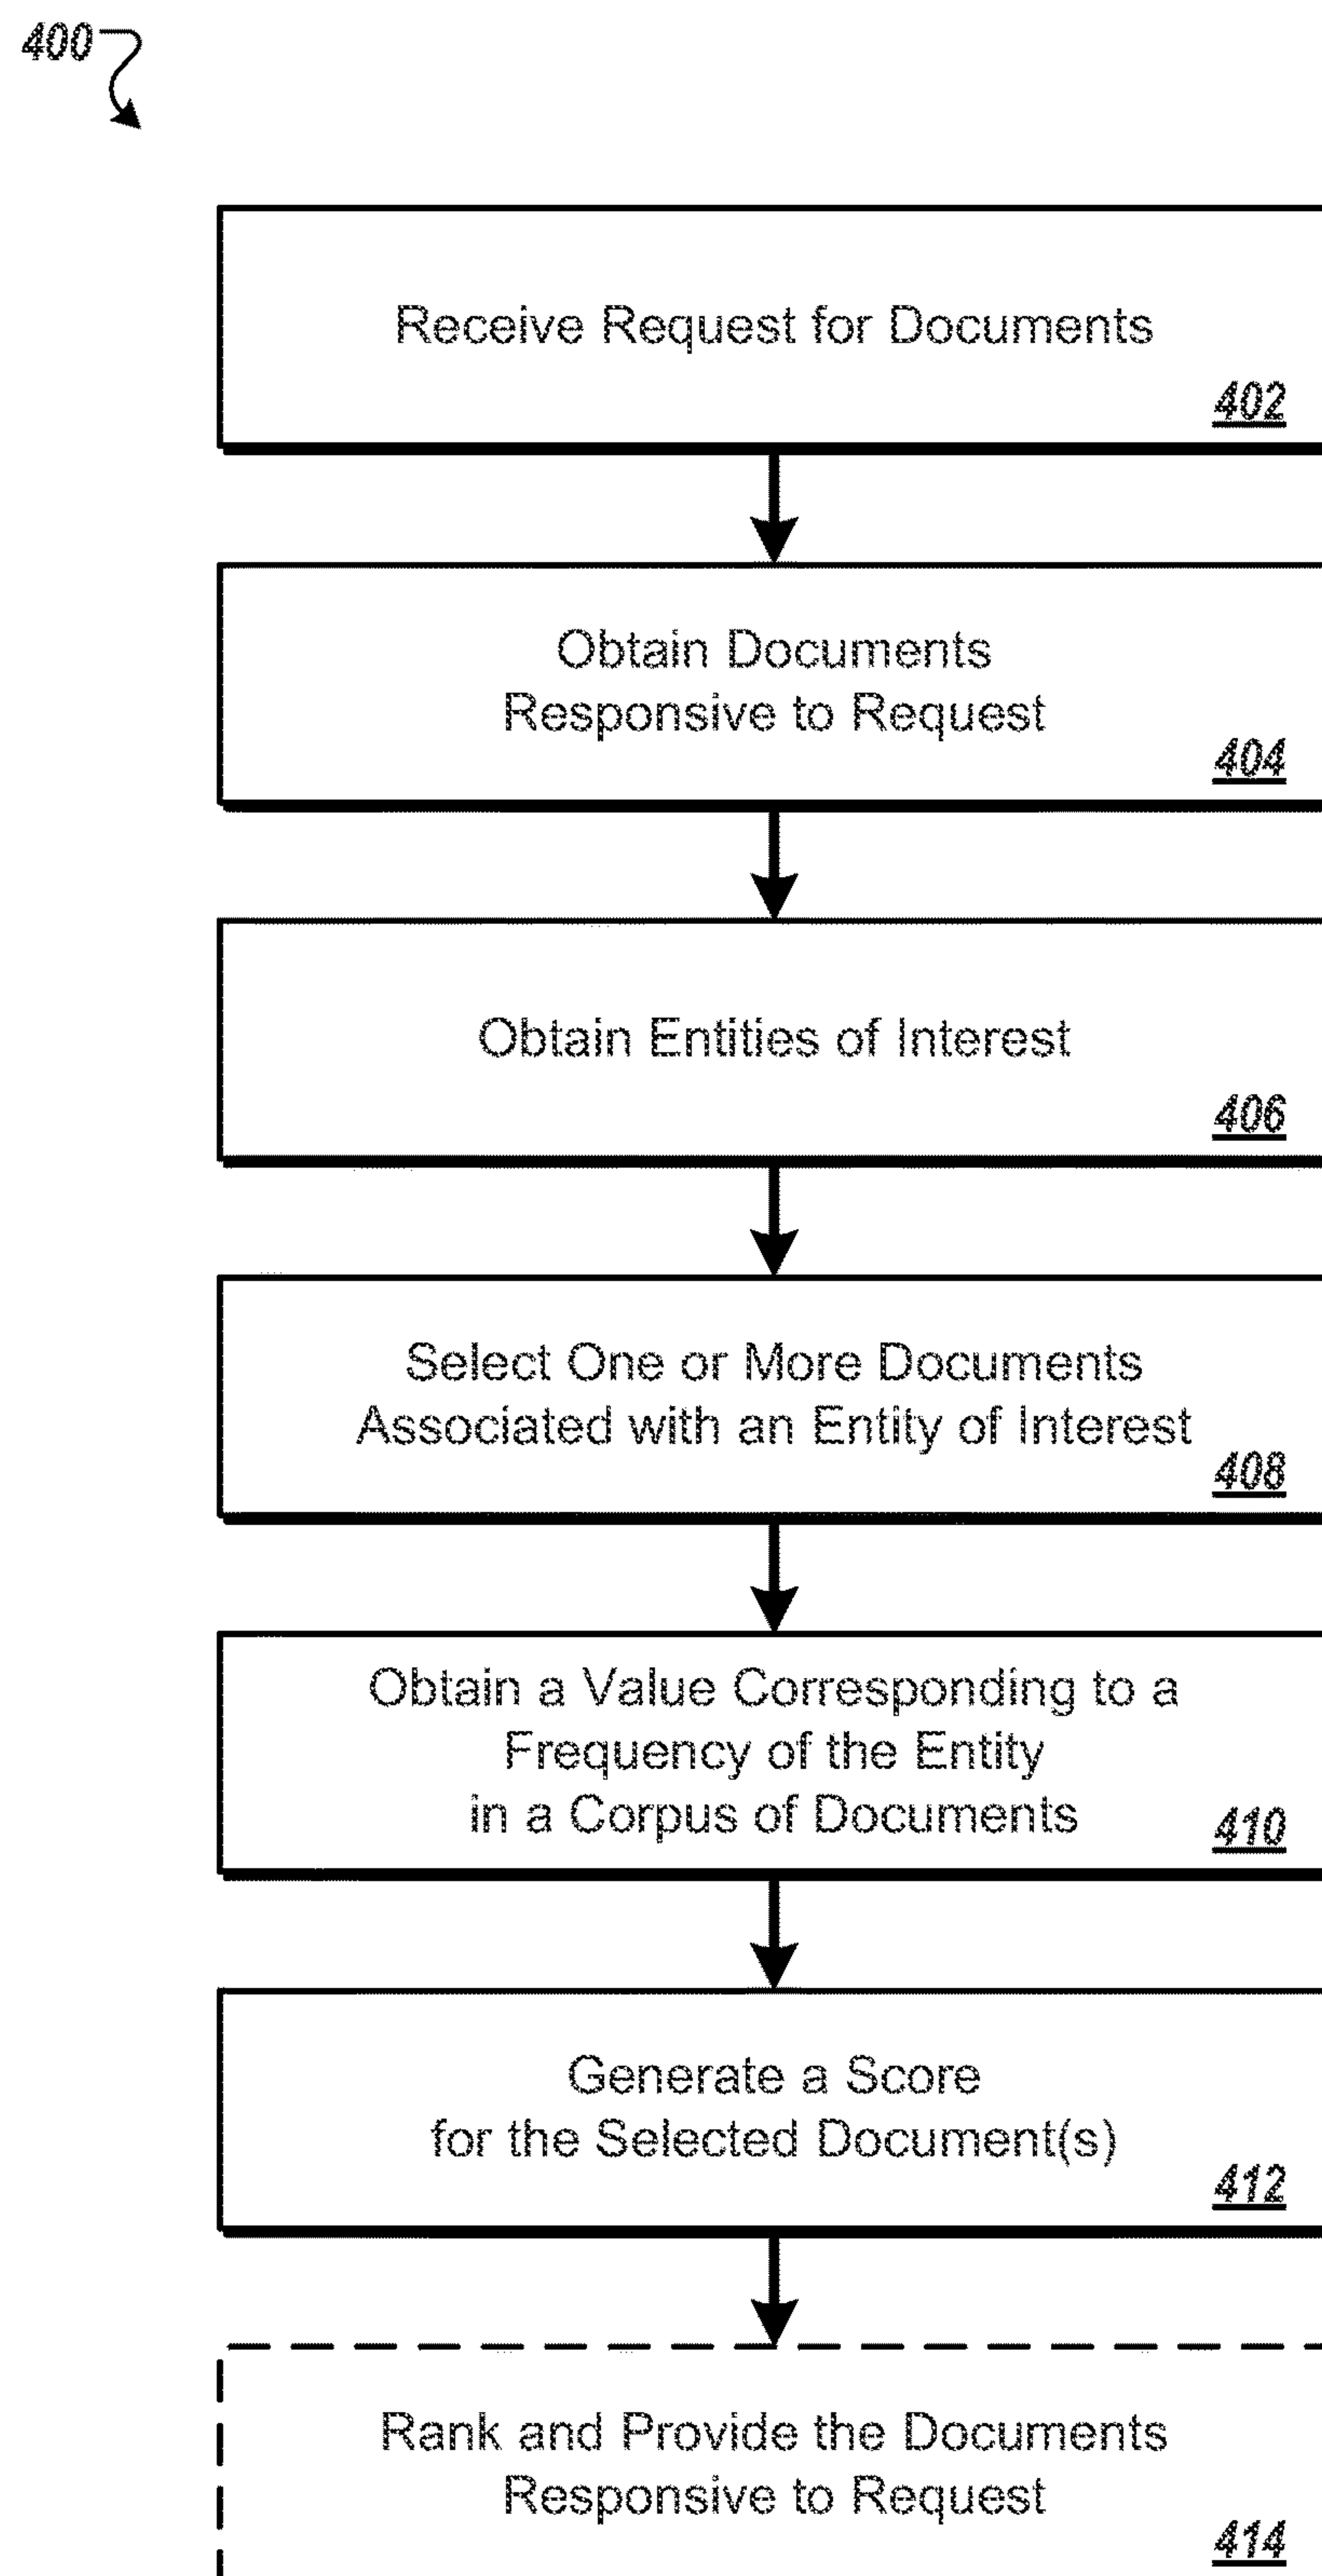 400
Receive Request for Documents
402
Obtain Documents
Responsive to Request
404
Obtain Entities of Interest
406
Select One or More Documents
Associated with an Entity of Interest
408
Obtain a Value Corresponding to a
Frequency of the Entity
in a Corpus of Documents
410
Generate a Score
for the Selected Document(s)
412
Rank and Provide the Documents
Responsive to Request
414